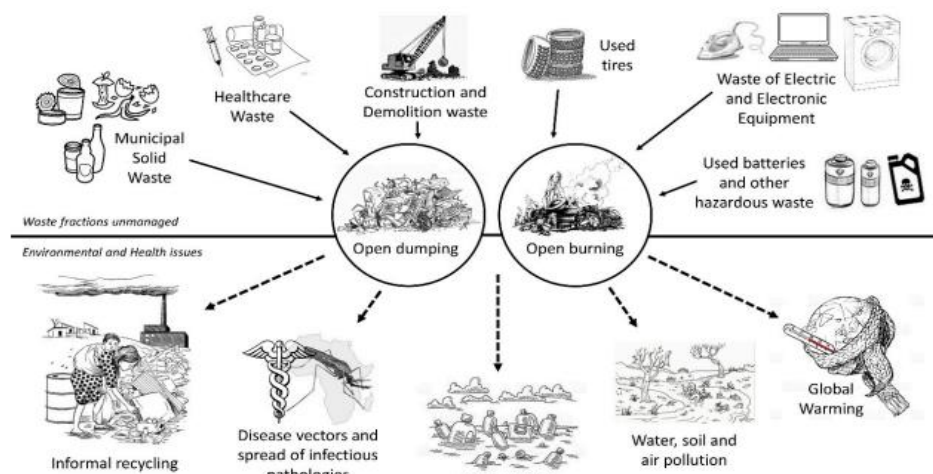 Healthcare
Waste
Construction and
Demolition waste
Used
tires
Waste of Electric
and Electronic
Equipment
Municipal
Solid
Waste
Used batteries
and other
hazardous waste
Waste fractions unmanaged
Open dumping
Open burning
Environmental and Health issues
Informal recycling
Disease vectors and
spread of infectious
pathologies
Water, soil and
air pollution
Global
Warming